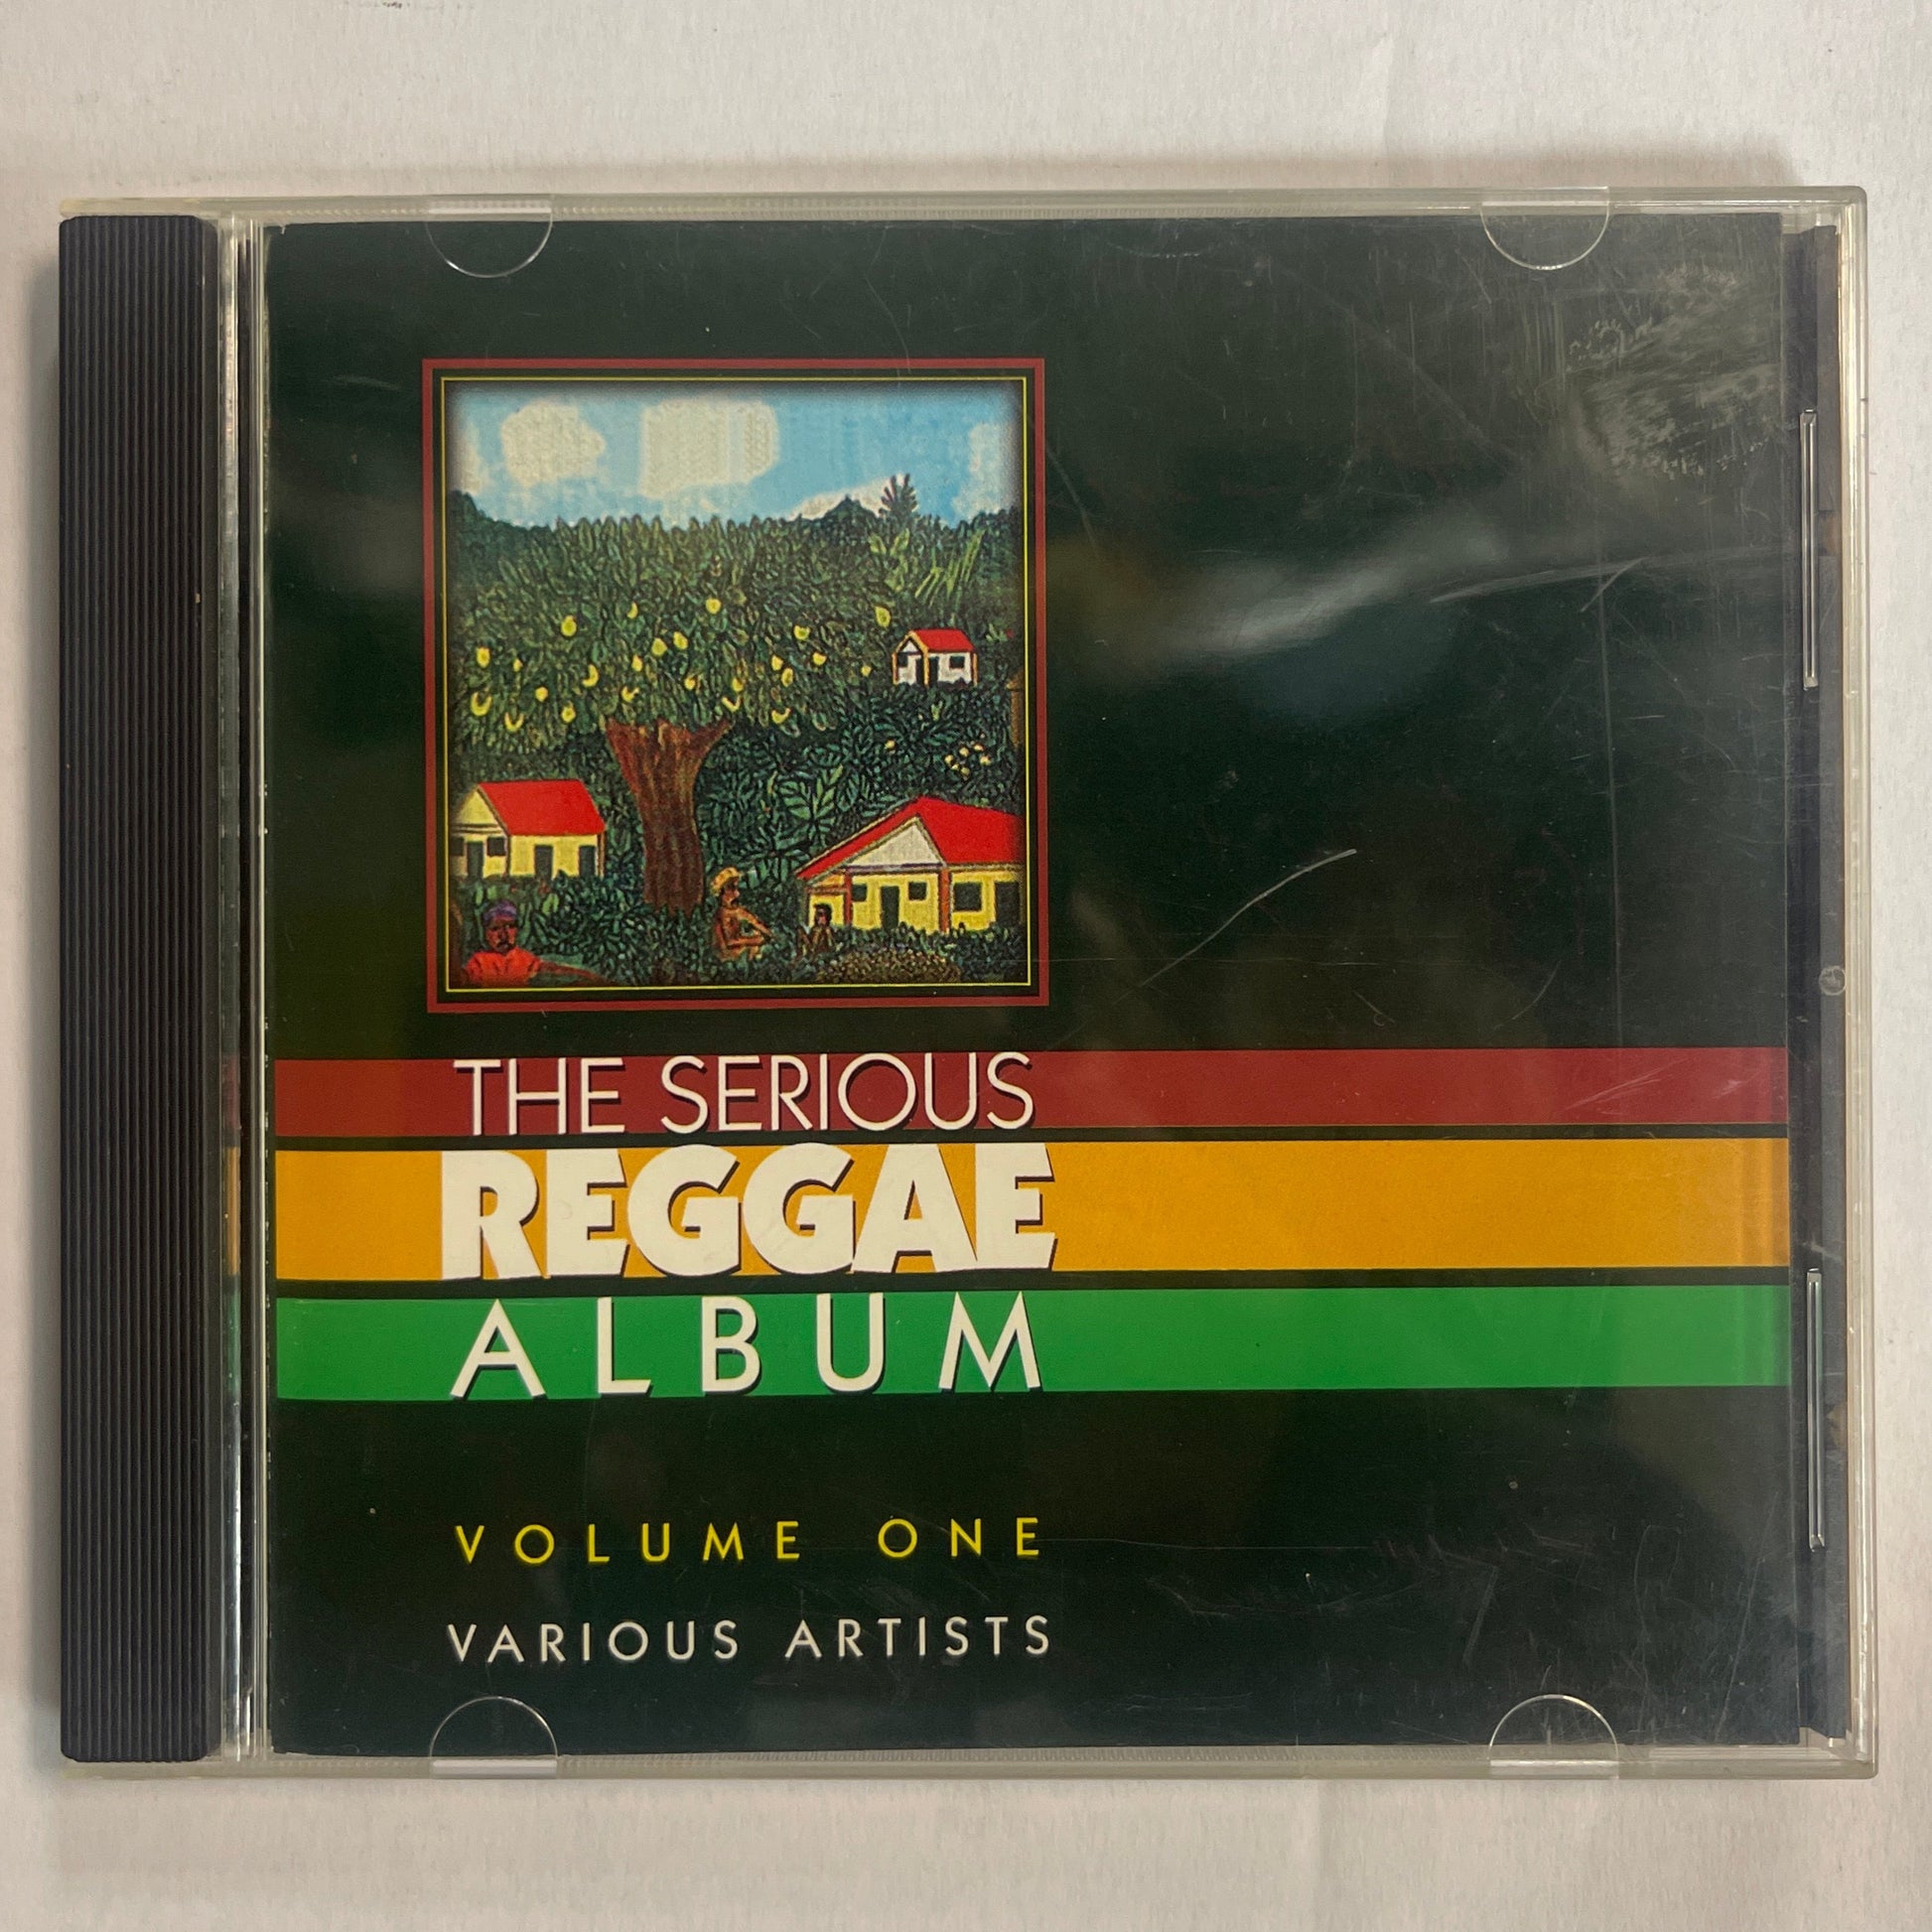 THE SERIOUS
REGGAE
ALBUM
VOLUME ONE
VARIOUS ARTISTS